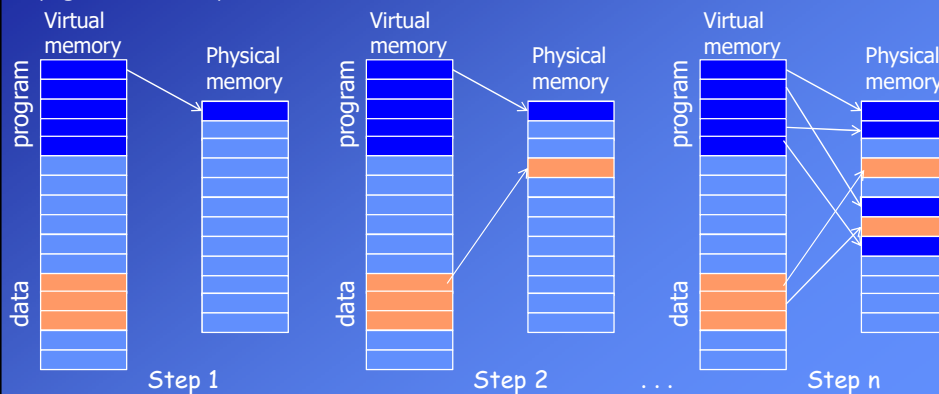 Virtual
memory
Physical
memory
program
data
Step 1
Virtual
memory
Physical
memory
program
data
Step 2
. . .
Virtual
memory
Physical
memory
program
data
Step n